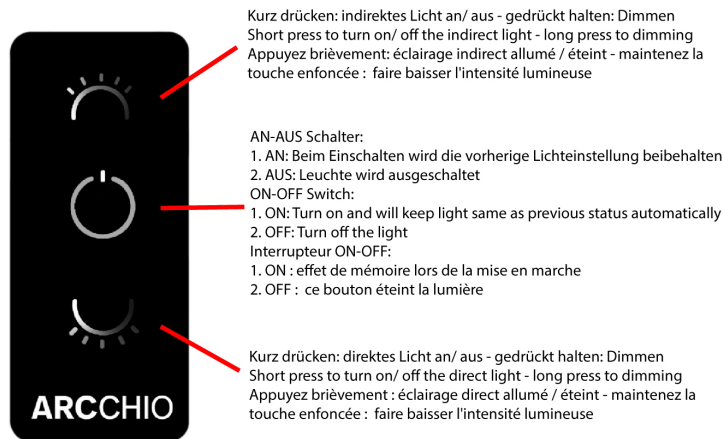 Kurz drücken: indirektes Licht an/ aus - gedrückt halten: Dimmen
Short press to turn on/ off the indirect light - long press to dimming
Appuyez brièvement: éclairage indirect allumé / éteint - maintenez la
touche enfoncée : faire baisser l'intensité lumineuse
AN-AUS Schalter:
1. AN: Beim Einschalten wird die vorherige Lichteinstellung beibehalten
2. AUS: Leuchte wird ausgeschaltet
ON-OFF Switch:
1. ON: Turn on and will keep light same as previous status automatically
2. OFF: Turn off the light
Interrupteur ON-OFF:
1. ON : effet de mémoire lors de la mise en marche
2. OFF : ce bouton éteint la lumière
Kurz drücken: direktes Licht an/ aus - gedrückt halten: Dimmen
Short press to turn on/ off the direct light - long press to dimming
Appuyez brièvement : éclairage direct allumé / éteint - maintenez la
touche enfoncée : faire baisser l'intensité lumineuse
ARCCHIO